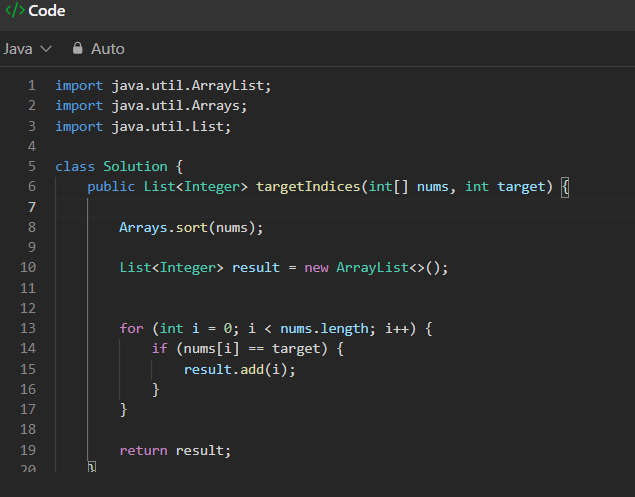 </> Code
Java Auto
1 import java.util.ArrayList;
2 import java.util.Arrays;
3 import java.util.List;
4
5 class Solution {
6     public List<Integer> targetIndices(int[] nums, int target) {
7
8         Arrays.sort(nums);
9
10         List<Integer> result = new ArrayList<>();
11
12
13         for (int i = 0; i < nums.length; i++) {
14             if (nums[i] == target) {
15                 result.add(i);
16             }
17         }
18
19         return result;
20     }